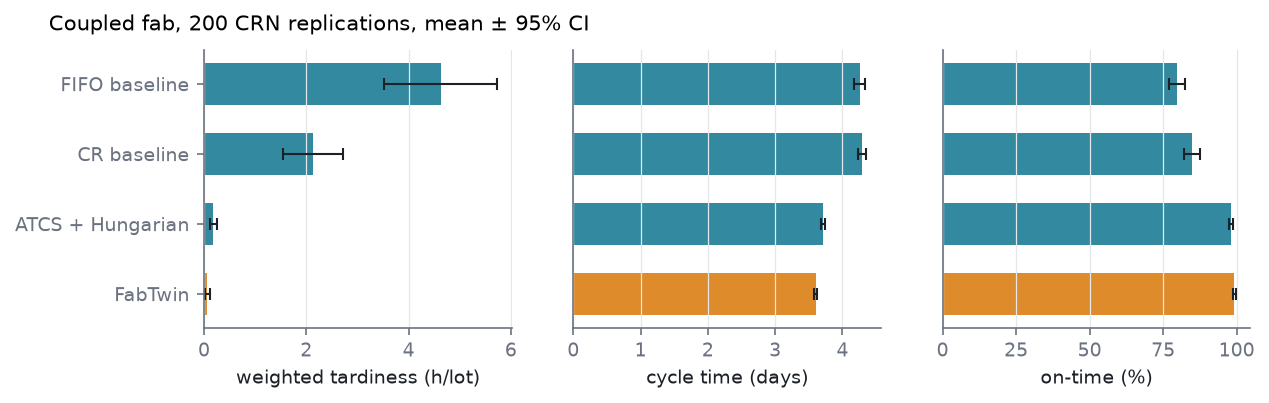 Coupled fab, 200 CRN replications, mean ± 95% CI
FIFO baseline
CR baseline
ATCS + Hungarian
FabTwin
0 2 4 6
weighted tardiness (h/lot)
0 1 2 3 4
cycle time (days)
0 25 50 75 100
on-time (%)